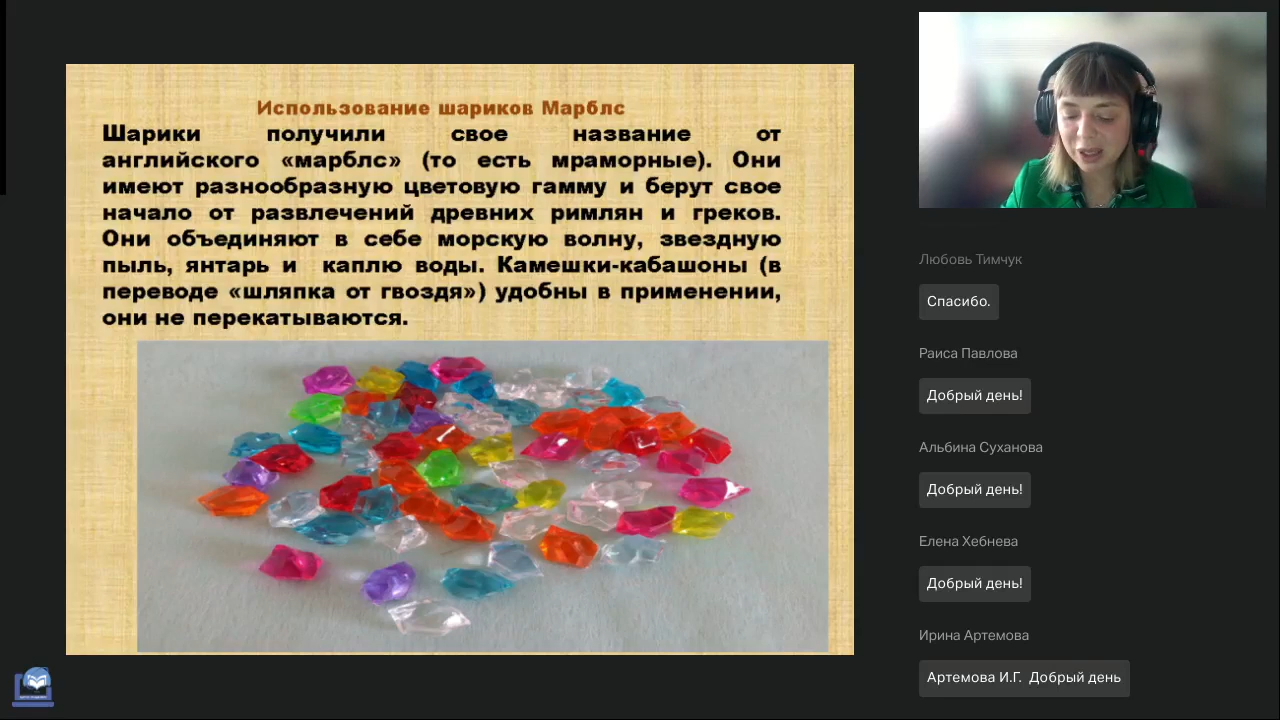 Использование шариков Марблс
Шарики получили свое название от
английского «марблс» (то есть мраморные). Они
имеют разнообразную цветовую гамму и берут свое
начало от развлечений древних римлян и греков.
Они объединяют в себе морскую волну, звездную
пыль, янтарь и каплю воды. Камешки-кабашоны (в
переводе «шляпка от гвоздя») удобны в применении,
они не перекатываются.
Любовь Тимчук
Спасибо.
Раиса Павлова
Добрый день!
Альбина Суханова
Добрый день!
Елена Хебнева
Добрый день!
Ирина Артемова
Артемова И.Г. Добрый день